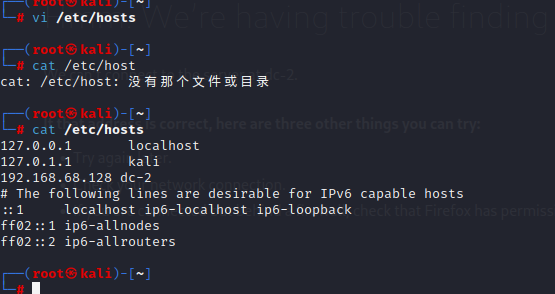 We're having trouble finding
┌──(root㉿kali)-[~]
└─# vi /etc/hosts
┌──(root㉿kali)-[~]
└─# cat /etc/host
dc-2.
cat: /etc/host: 没有那个文件或目录
┌──(root㉿kali)-[~]
is correct, here are three other things you can try:
└─# cat /etc/hosts
127.0.0.1       localhost
Try again
127.0.1.1       kali
192.168.68.128 dc-2
network
# The following lines are desirable for IPv6 capable hosts
::1     localhost ip6-localhost ip6-loopback
check that Firefox has permiss
ff02::1 ip6-allnodes
ff02::2 ip6-allrouters
┌──(root㉿kali)-[~]
└─#